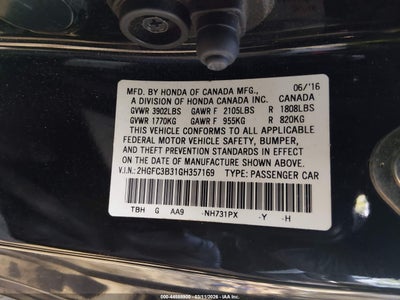 MFD. BY HONDA OF CANADA MFG., 06/'16
A DIVISION OF HONDA CANADA INC. CANADA
GVWR 3902LBS GAWR F 2105LBS R 1808LBS
GVWR 1770KG GAWR F 955KG R 820KG
THIS VEHICLE CONFORMS TO ALL APPLICABLE
FEDERAL MOTOR VEHICLE SAFETY, BUMPER,
AND THEFT PREVENTION STANDARDS IN EFFECT
ON THE DATE OF MANUFACTURE SHOWN ABOVE.
V.I.N.: 2HGFC3B31GH357169 TYPE: PASSENGER CAR
TBH G AA9 -NH731PX -Y -H